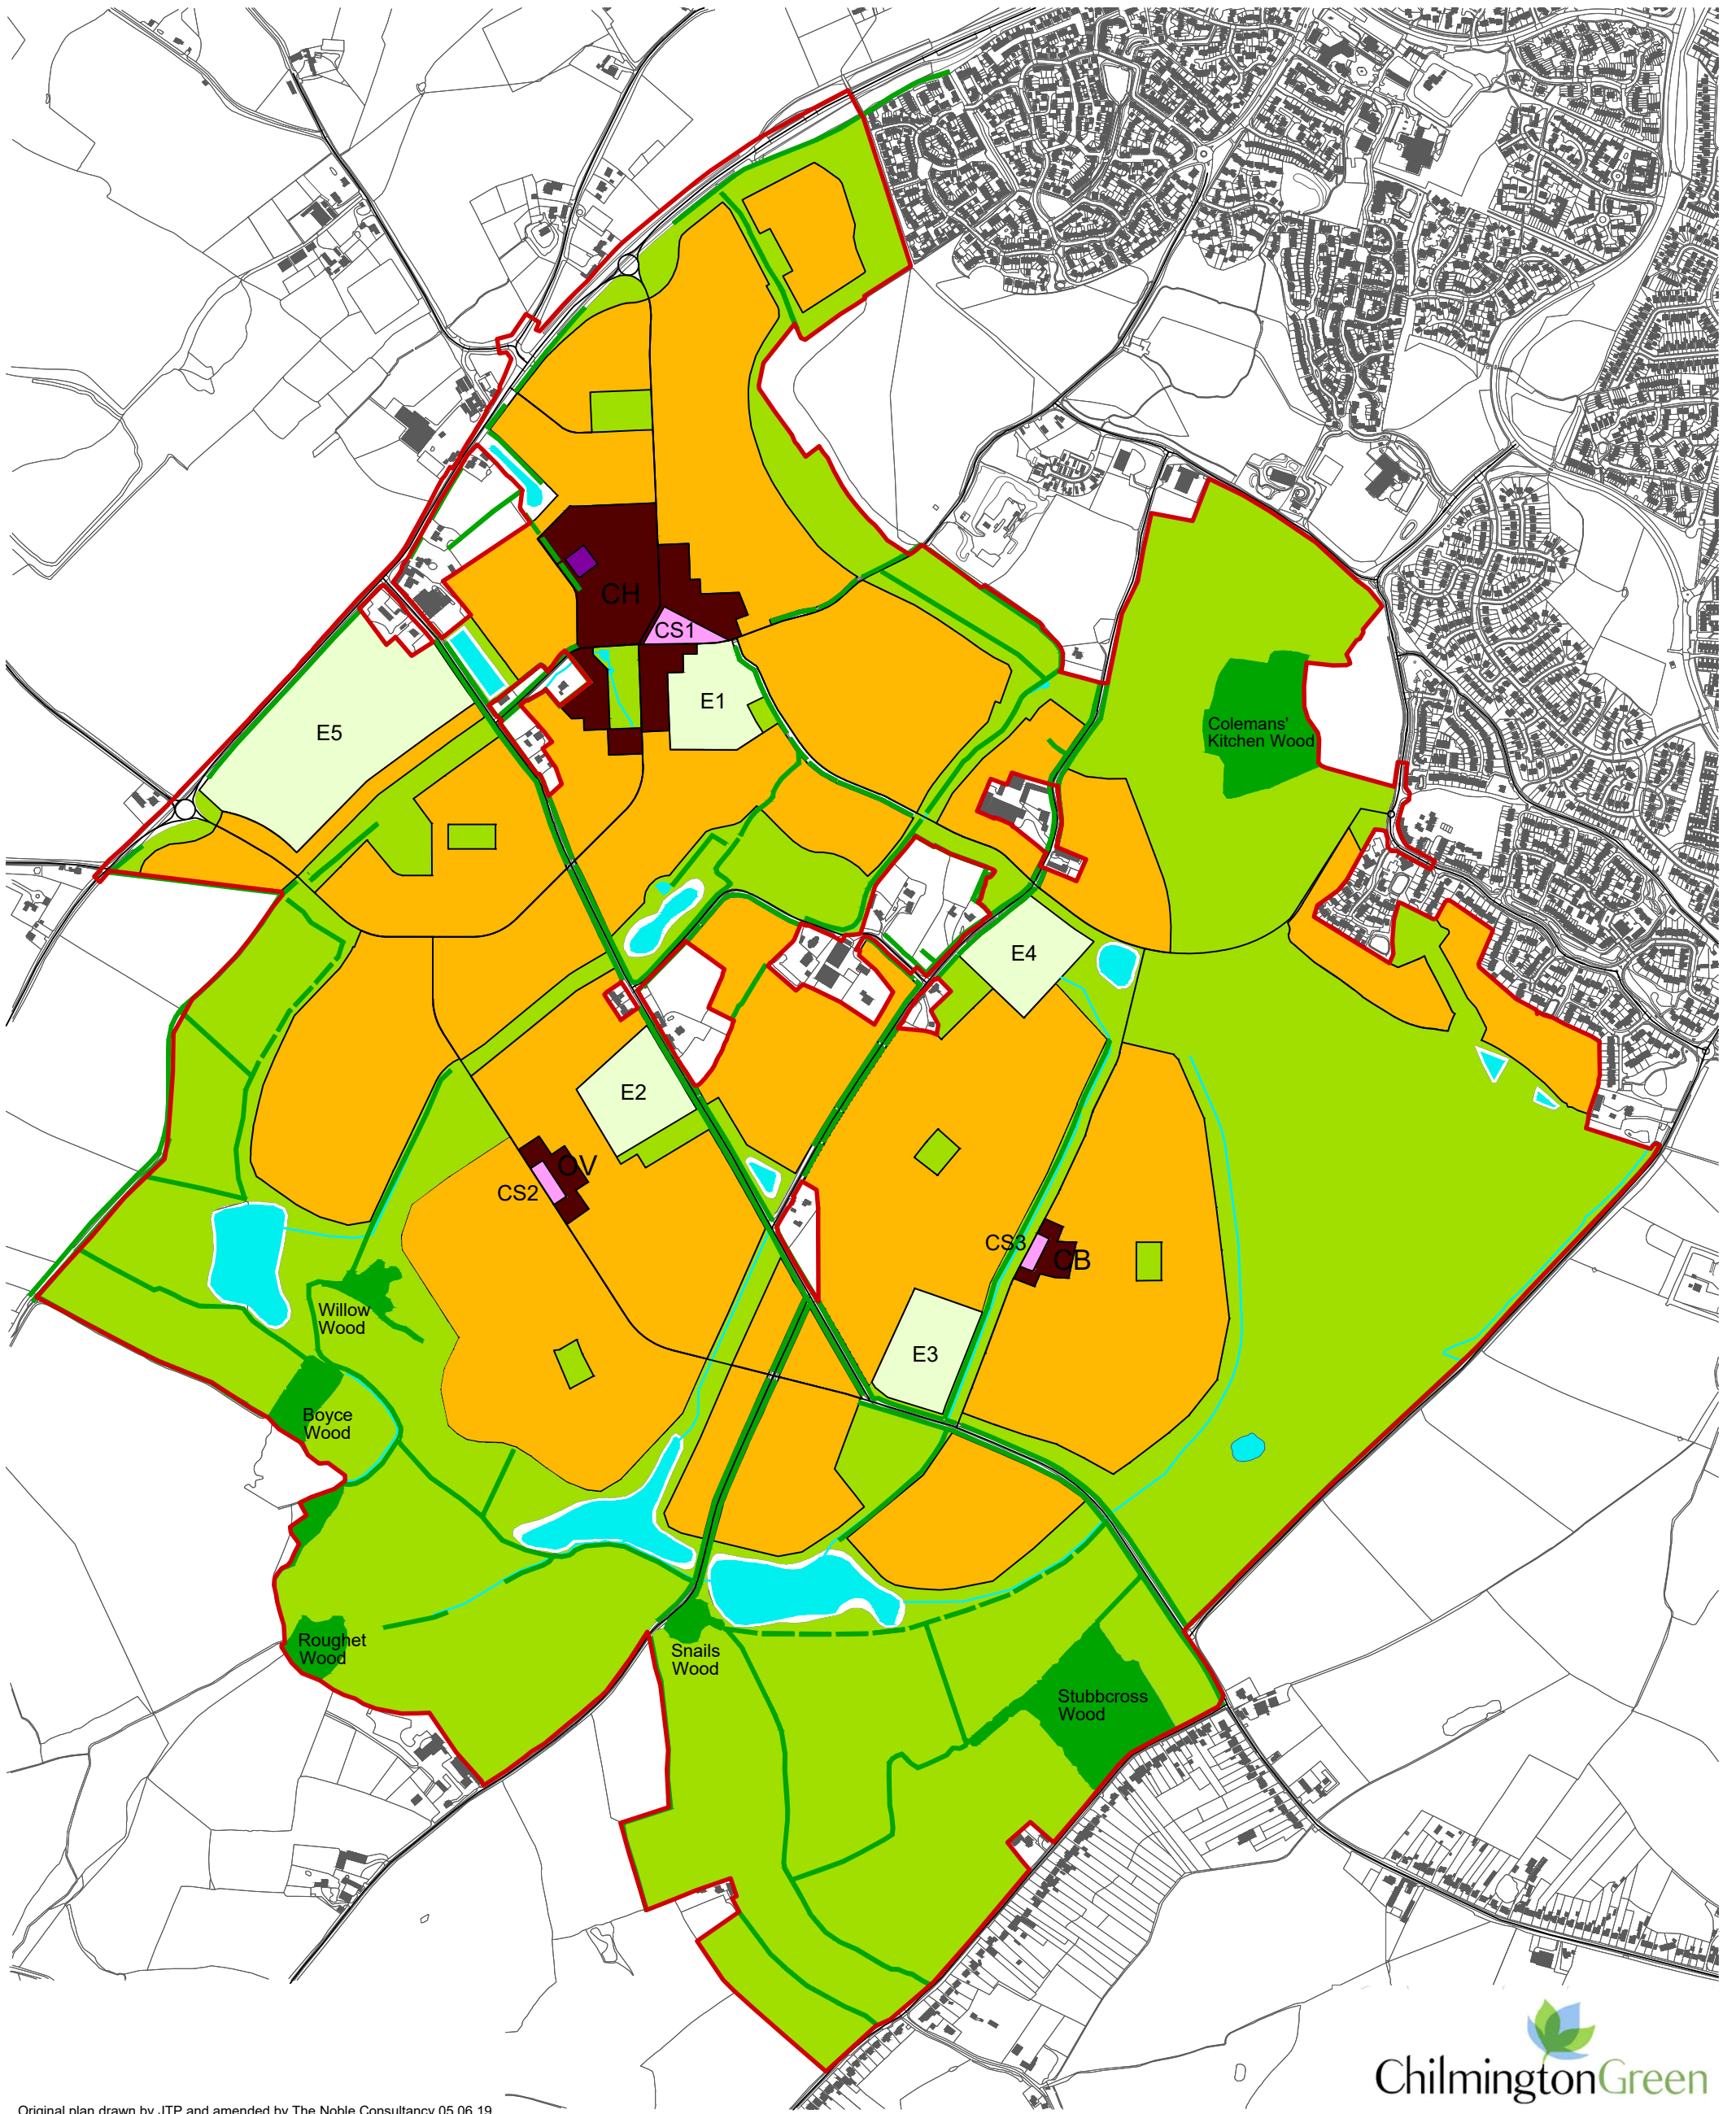 CH
CS1
E1
E5
Colemans'
Kitchen Wood
E4
E2
OV
CS2
CS3
CB
Willow
Wood
E3
Boyce
Wood
Roughet
Wood
Snails
Wood
Stubbcross
Wood
ChilmingtonGreen
Original plan drawn by JTP and amended by The Noble Consultancy 05.06.19